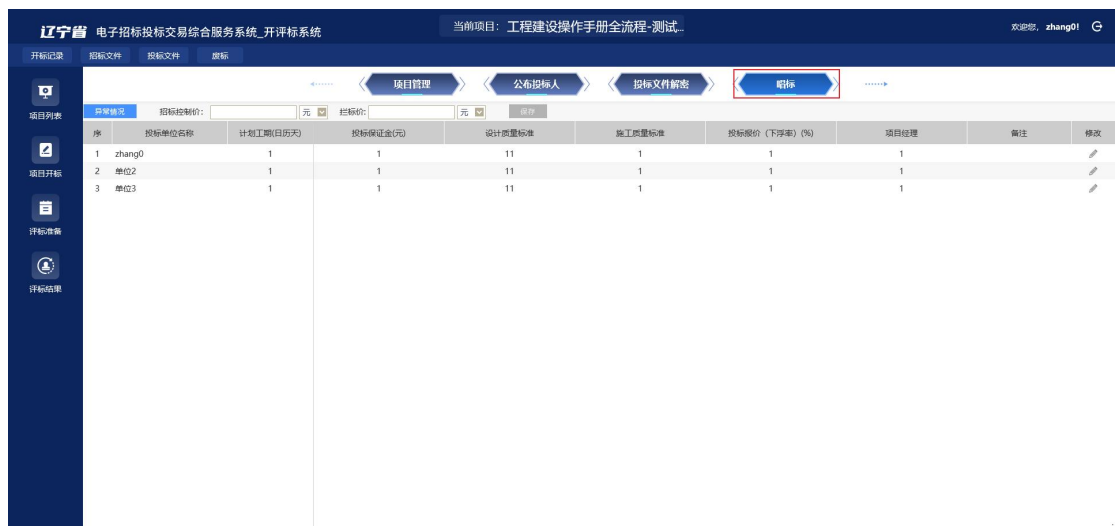 辽宁省 电子招标投标交易综合服务系统_开评标系统 当前项目: 工程建设操作手册全流程-测试... 欢迎您, zhang0!
开标记录 招标文件 投标文件 废标
项目管理 公布投标人 投标文件解密 唱标
项目列表
项目开标
评标准备
评标结果
异常情况 招标控制价: 元 拦标价: 元 保存
序 投标单位名称 计划工期(日历天) 投标保证金(元) 设计质量标准 施工质量标准 投标报价（下浮率）(%) 项目经理 备注 修改
1 zhang0 1 1 11 1 1 1
2 单位2 1 1 11 1 1 1
3 单位3 1 1 11 1 1 1